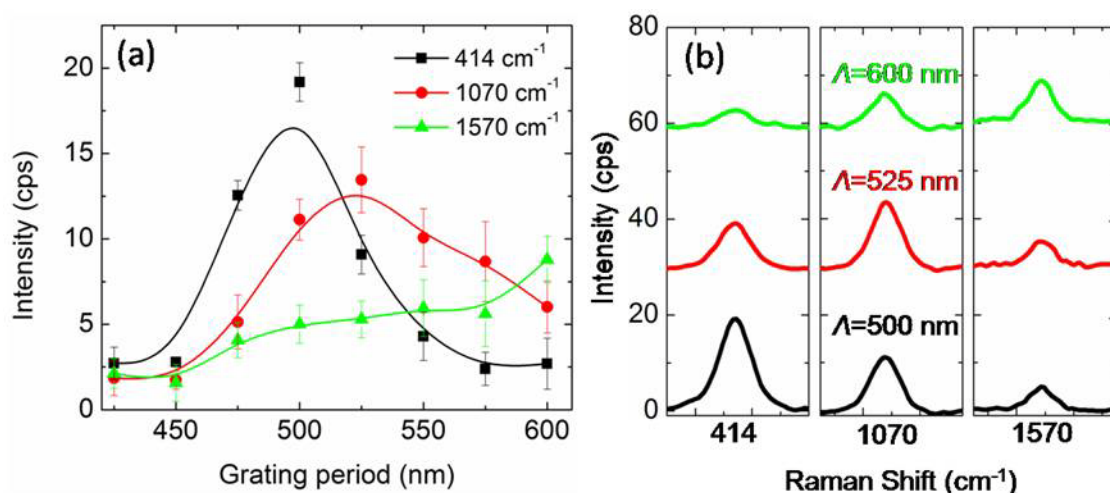 (a)
414 cm⁻¹
1070 cm⁻¹
1570 cm⁻¹
20
15
10
5
0
Intensity (cps)
450 500 550 600
Grating period (nm)
(b)
80
60
40
20
0
Intensity (cps)
Λ=600 nm
Λ=525 nm
Λ=500 nm
414 1070 1570
Raman Shift (cm⁻¹)